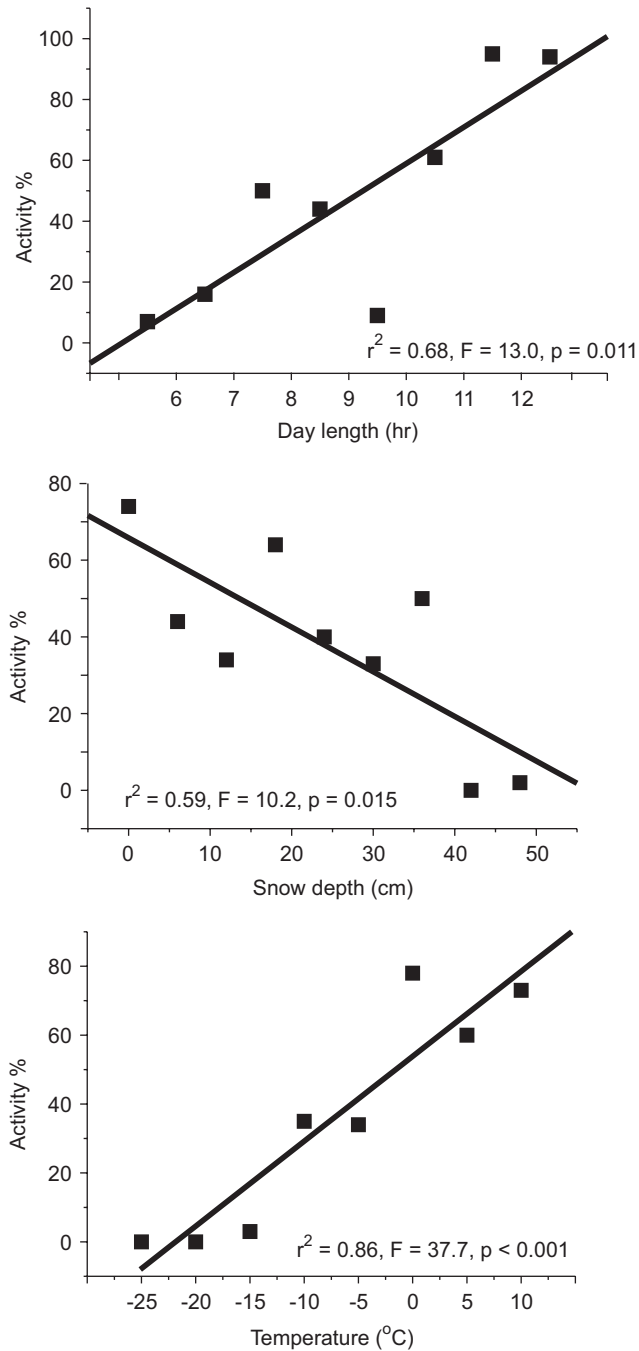 100
80
60
40
20
0
Activity %
r² = 0.68, F = 13.0, p = 0.011
6 7 8 9 10 11 12
Day length (hr)
80
60
40
20
0
Activity %
r² = 0.59, F = 10.2, p = 0.015
0 10 20 30 40 50
Snow depth (cm)
80
60
40
20
0
Activity %
r² = 0.86, F = 37.7, p < 0.001
-25 -20 -15 -10 -5 0 5 10
Temperature (°C)